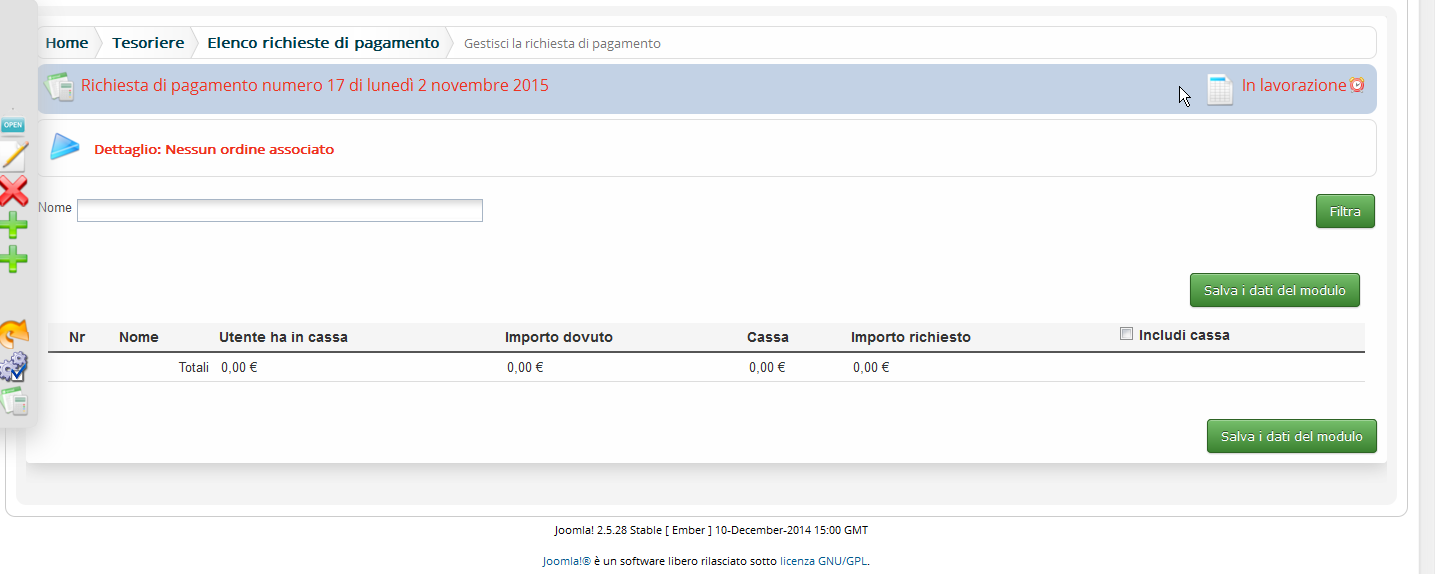 Home Tesoriere Elenco richieste di pagamento Gestisci la richiesta di pagamento
Richiesta di pagamento numero 17 di lunedì 2 novembre 2015 In lavorazione
OPEN
Dettaglio: Nessun ordine associato
Nome Filtra
Salva i dati del modulo
Nr Nome Utente ha in cassa Importo dovuto Cassa Importo richiesto Includi cassa
Totali 0,00 € 0,00 € 0,00 € 0,00 €
Salva i dati del modulo
Joomla! 2.5.28 Stable [ Ember ] 10-December-2014 15:00 GMT
Joomla!® è un software libero rilasciato sotto licenza GNU/GPL.